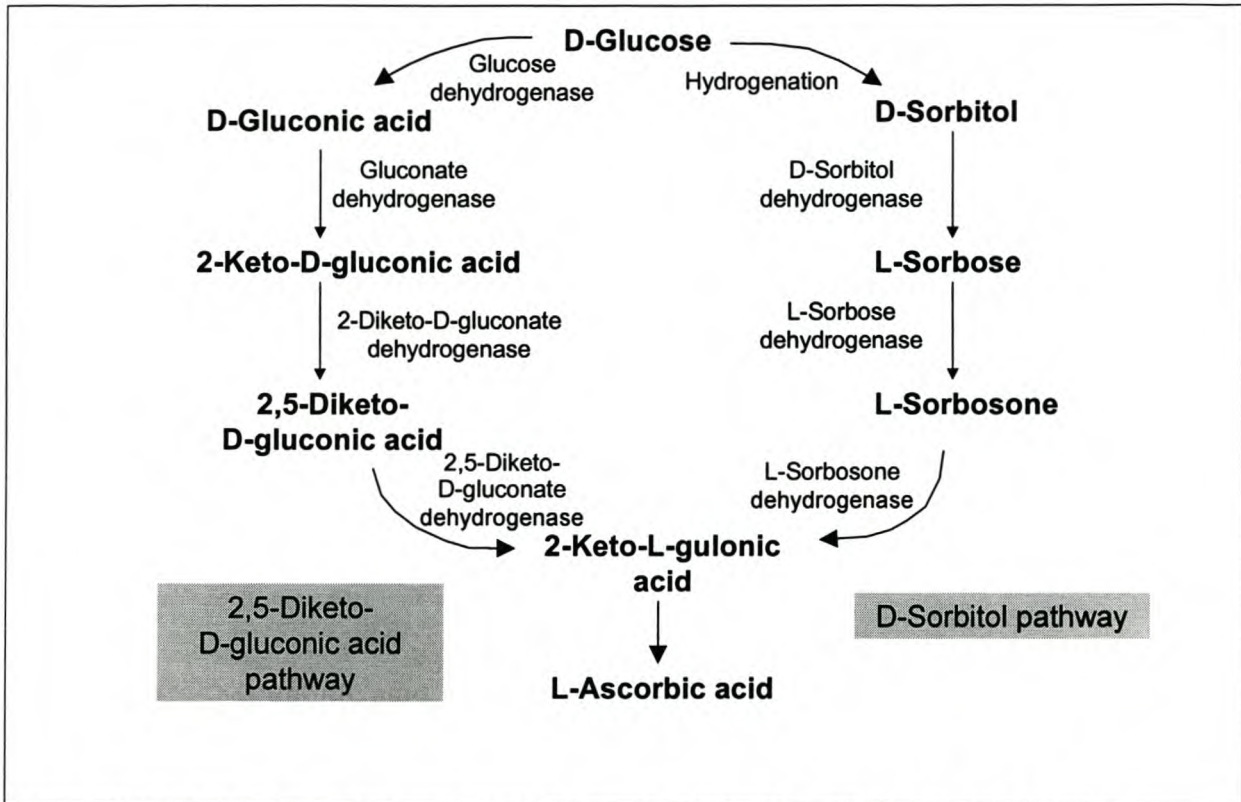 D-Glucose
Glucose
dehydrogenase
Hydrogenation
D-Gluconic acid
D-Sorbitol
Gluconate
dehydrogenase
D-Sorbitol
dehydrogenase
2-Keto-D-gluconic acid
L-Sorbose
2-Diketo-D-gluconate
dehydrogenase
L-Sorbose
dehydrogenase
2,5-Diketo-
D-gluconic acid
L-Sorbosone
2,5-Diketo-
D-gluconate
dehydrogenase
L-Sorbosone
dehydrogenase
2-Keto-L-gulonic
acid
2,5-Diketo-
D-gluconic acid
pathway
D-Sorbitol pathway
L-Ascorbic acid